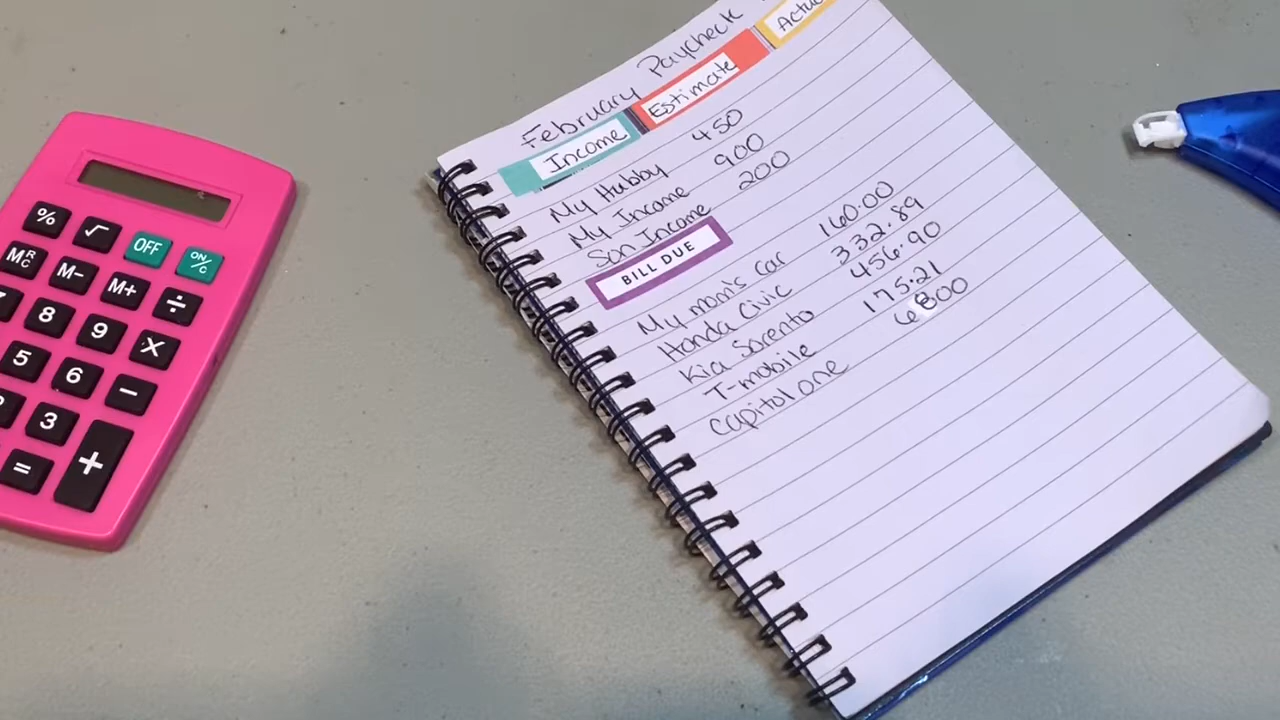 February Paycheck
Income Estimate
My Hubby 450
My Income 900
Son Income 200
BILL DUE
My mom's car 160.00
Honda Civic 332.89
Kia Sorento 456.90
T-mobile 175.21
Capitol one
%
√
OFF
ON/C
MRC
M-
M+
÷
8
9
X
5
6
-
3
=
+